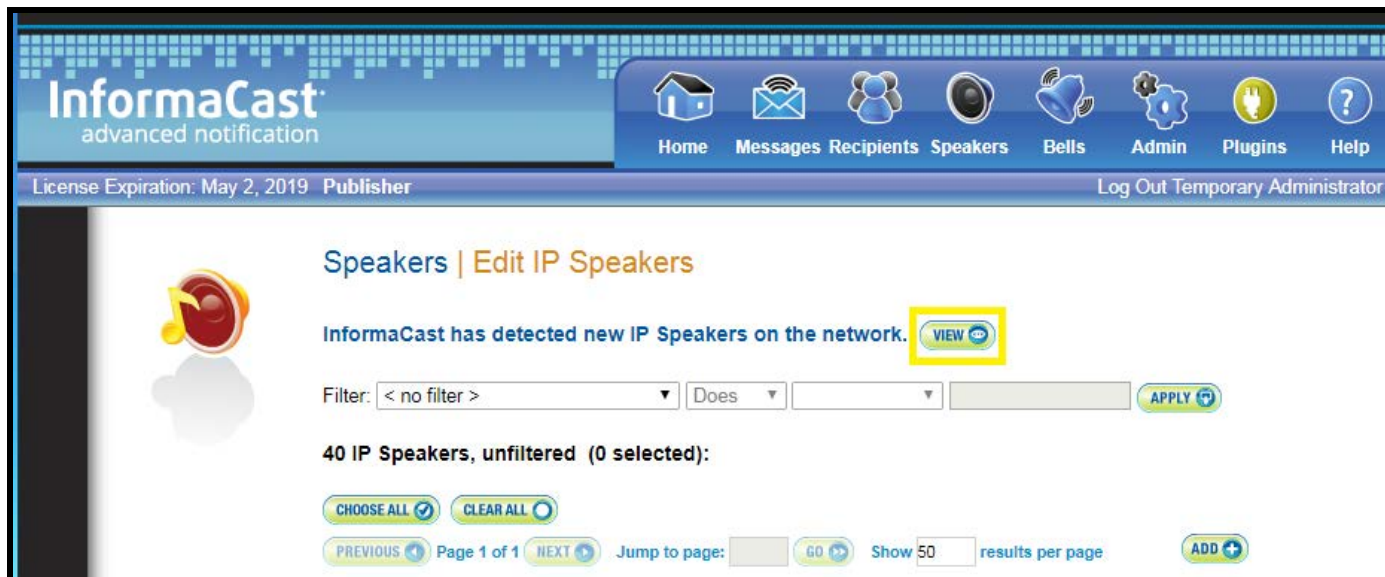 InformaCast
advanced notification
Home Messages Recipients Speakers Bells Admin Plugins Help
License Expiration: May 2, 2019 Publisher Log Out Temporary Administrator
Speakers | Edit IP Speakers
InformaCast has detected new IP Speakers on the network. VIEW
Filter: < no filter > Does APPLY
40 IP Speakers, unfiltered (0 selected):
CHOOSE ALL CLEAR ALL
PREVIOUS Page 1 of 1 NEXT Jump to page: GO Show 50 results per page ADD